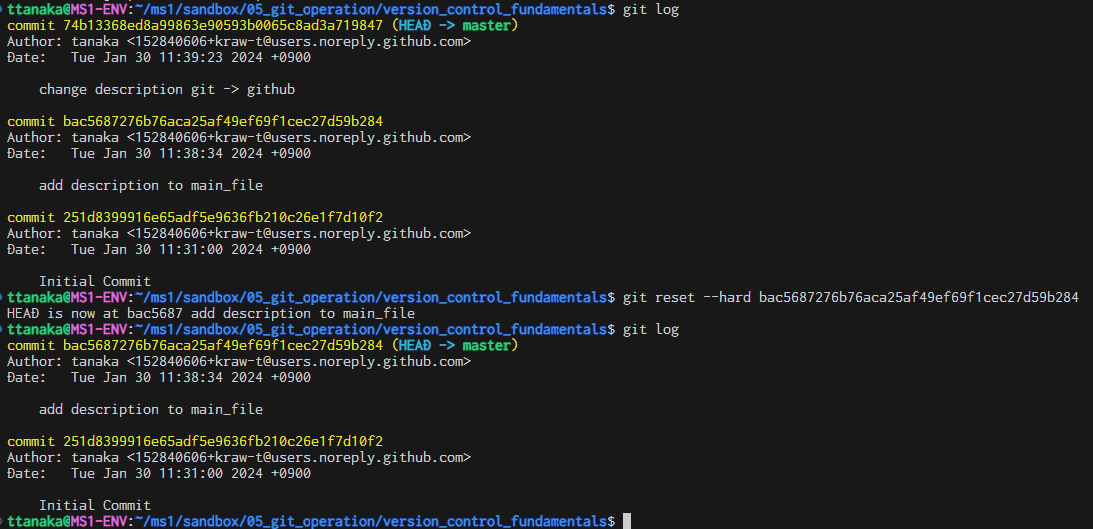 ttanaka@MS1-ENV:~/ms1/sandbox/05_git_operation/version_control_fundamentals$ git log
commit 74b13368ed8a99863e90593b0065c8ad3a719847 (HEAD -> master)
Author: tanaka <152840606+kraw-t@users.noreply.github.com>
Date:   Tue Jan 30 11:39:23 2024 +0900
    change description git -> github
commit bac5687276b76aca25af49ef69f1cec27d59b284
Author: tanaka <152840606+kraw-t@users.noreply.github.com>
Date:   Tue Jan 30 11:38:34 2024 +0900
    add description to main_file
commit 251d8399916e65adf5e9636fb210c26e1f7d10f2
Author: tanaka <152840606+kraw-t@users.noreply.github.com>
Date:   Tue Jan 30 11:31:00 2024 +0900
    Initial Commit
ttanaka@MS1-ENV:~/ms1/sandbox/05_git_operation/version_control_fundamentals$ git reset --hard bac5687276b76aca25af49ef69f1cec27d59b284
HEAD is now at bac5687 add description to main_file
ttanaka@MS1-ENV:~/ms1/sandbox/05_git_operation/version_control_fundamentals$ git log
commit bac5687276b76aca25af49ef69f1cec27d59b284 (HEAD -> master)
Author: tanaka <152840606+kraw-t@users.noreply.github.com>
Date:   Tue Jan 30 11:38:34 2024 +0900
    add description to main_file
commit 251d8399916e65adf5e9636fb210c26e1f7d10f2
Author: tanaka <152840606+kraw-t@users.noreply.github.com>
Date:   Tue Jan 30 11:31:00 2024 +0900
    Initial Commit
ttanaka@MS1-ENV:~/ms1/sandbox/05_git_operation/version_control_fundamentals$